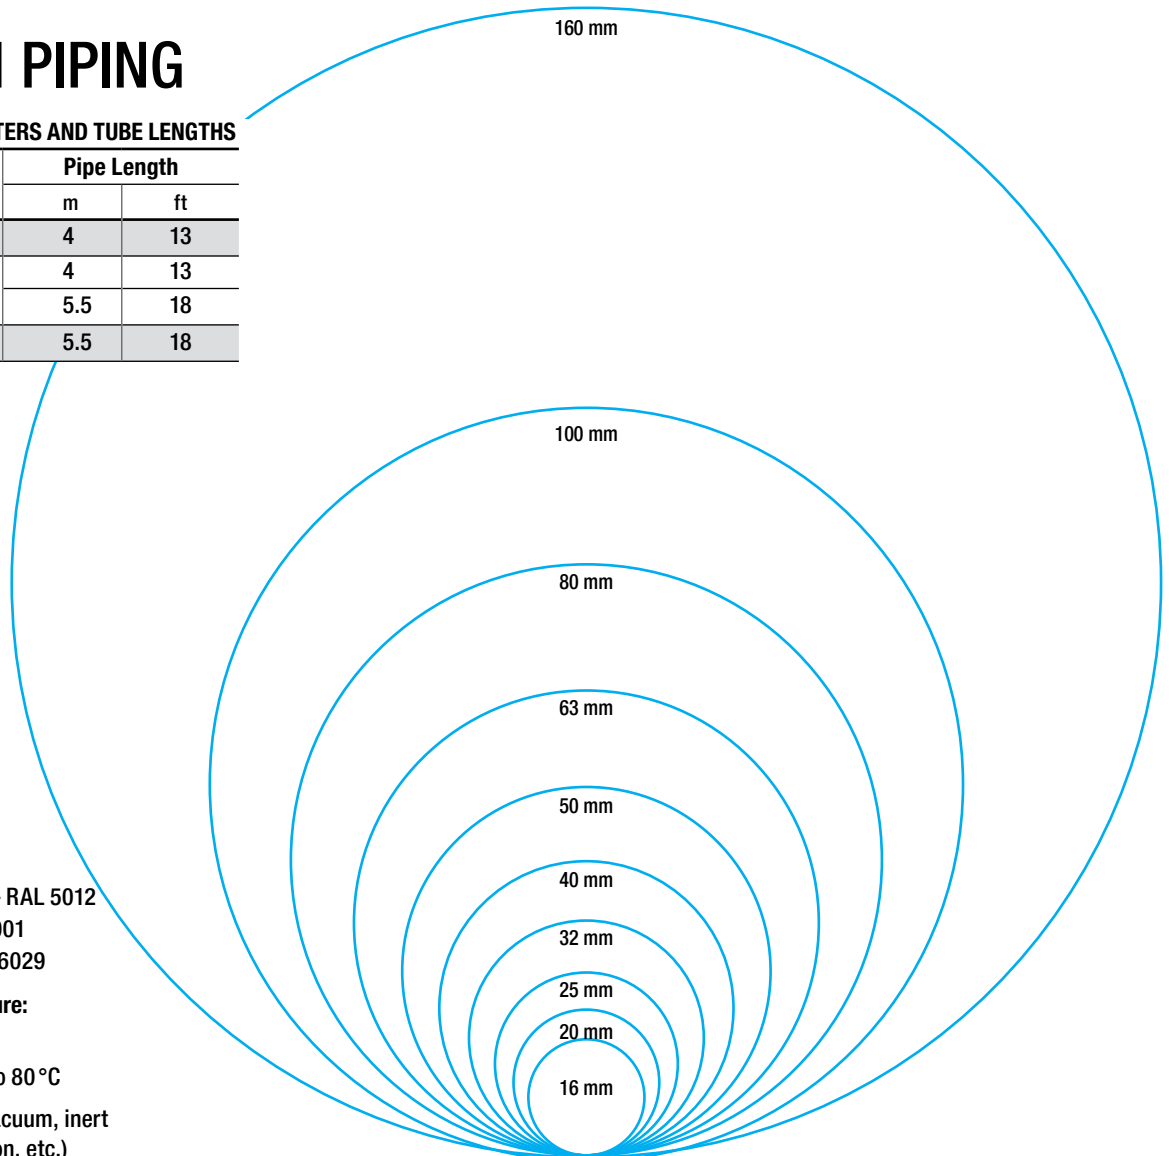 PIPING
TERS AND TUBE LENGTHS
Pipe Length
m ft
4 13
4 13
5.5 18
5.5 18
160 mm
100 mm
80 mm
63 mm
50 mm
40 mm
32 mm
25 mm
20 mm
16 mm
RAL 5012
001
6029
ure:
o 80 °C
acuum, inert
on, etc.)